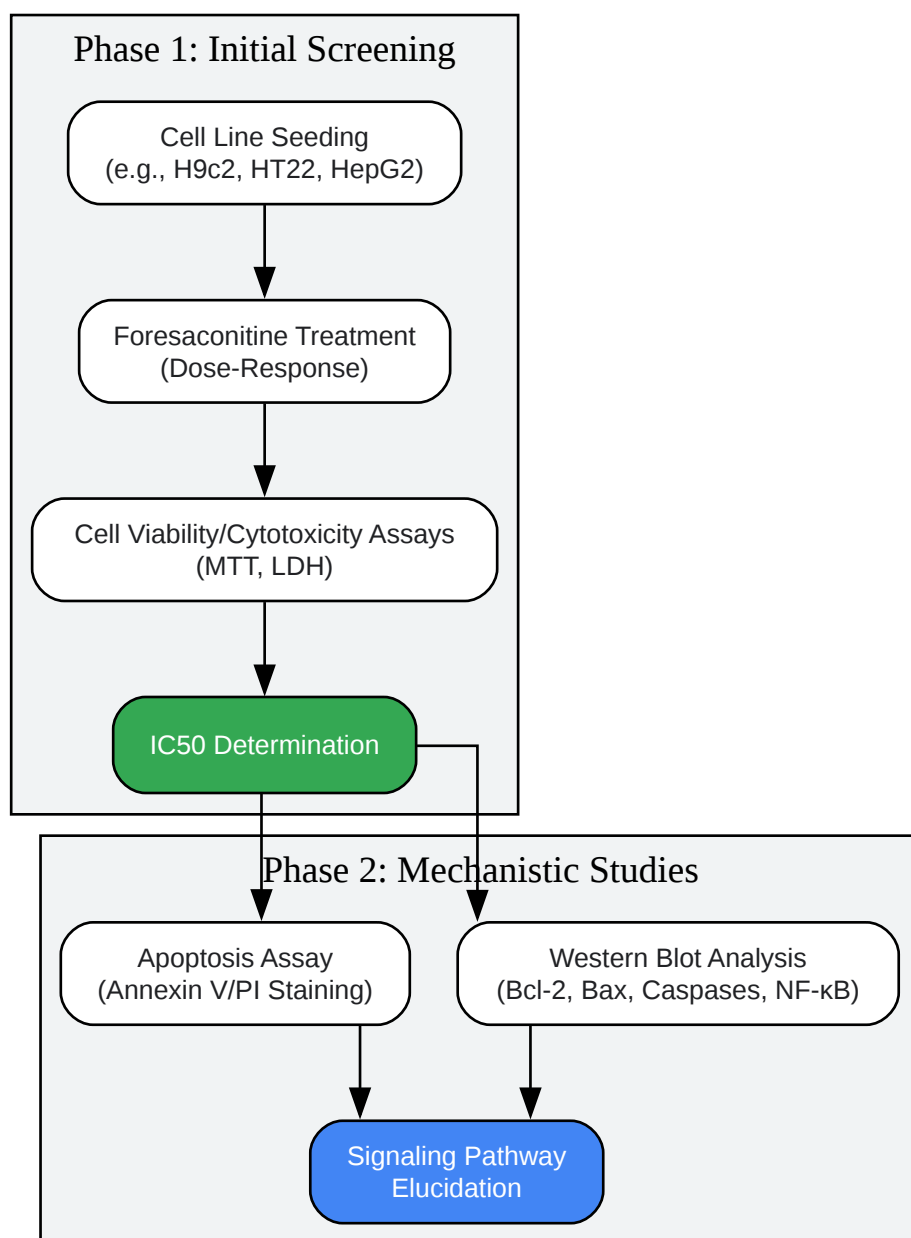 Phase 1: Initial Screening
Cell Line Seeding
(e.g., H9c2, HT22, HepG2)
Foresaconitine Treatment
(Dose-Response)
Cell Viability/Cytotoxicity Assays
(MTT, LDH)
IC50 Determination
Phase 2: Mechanistic Studies
Apoptosis Assay
(Annexin V/PI Staining)
Western Blot Analysis
(Bcl-2, Bax, Caspases, NF-κB)
Signaling Pathway
Elucidation